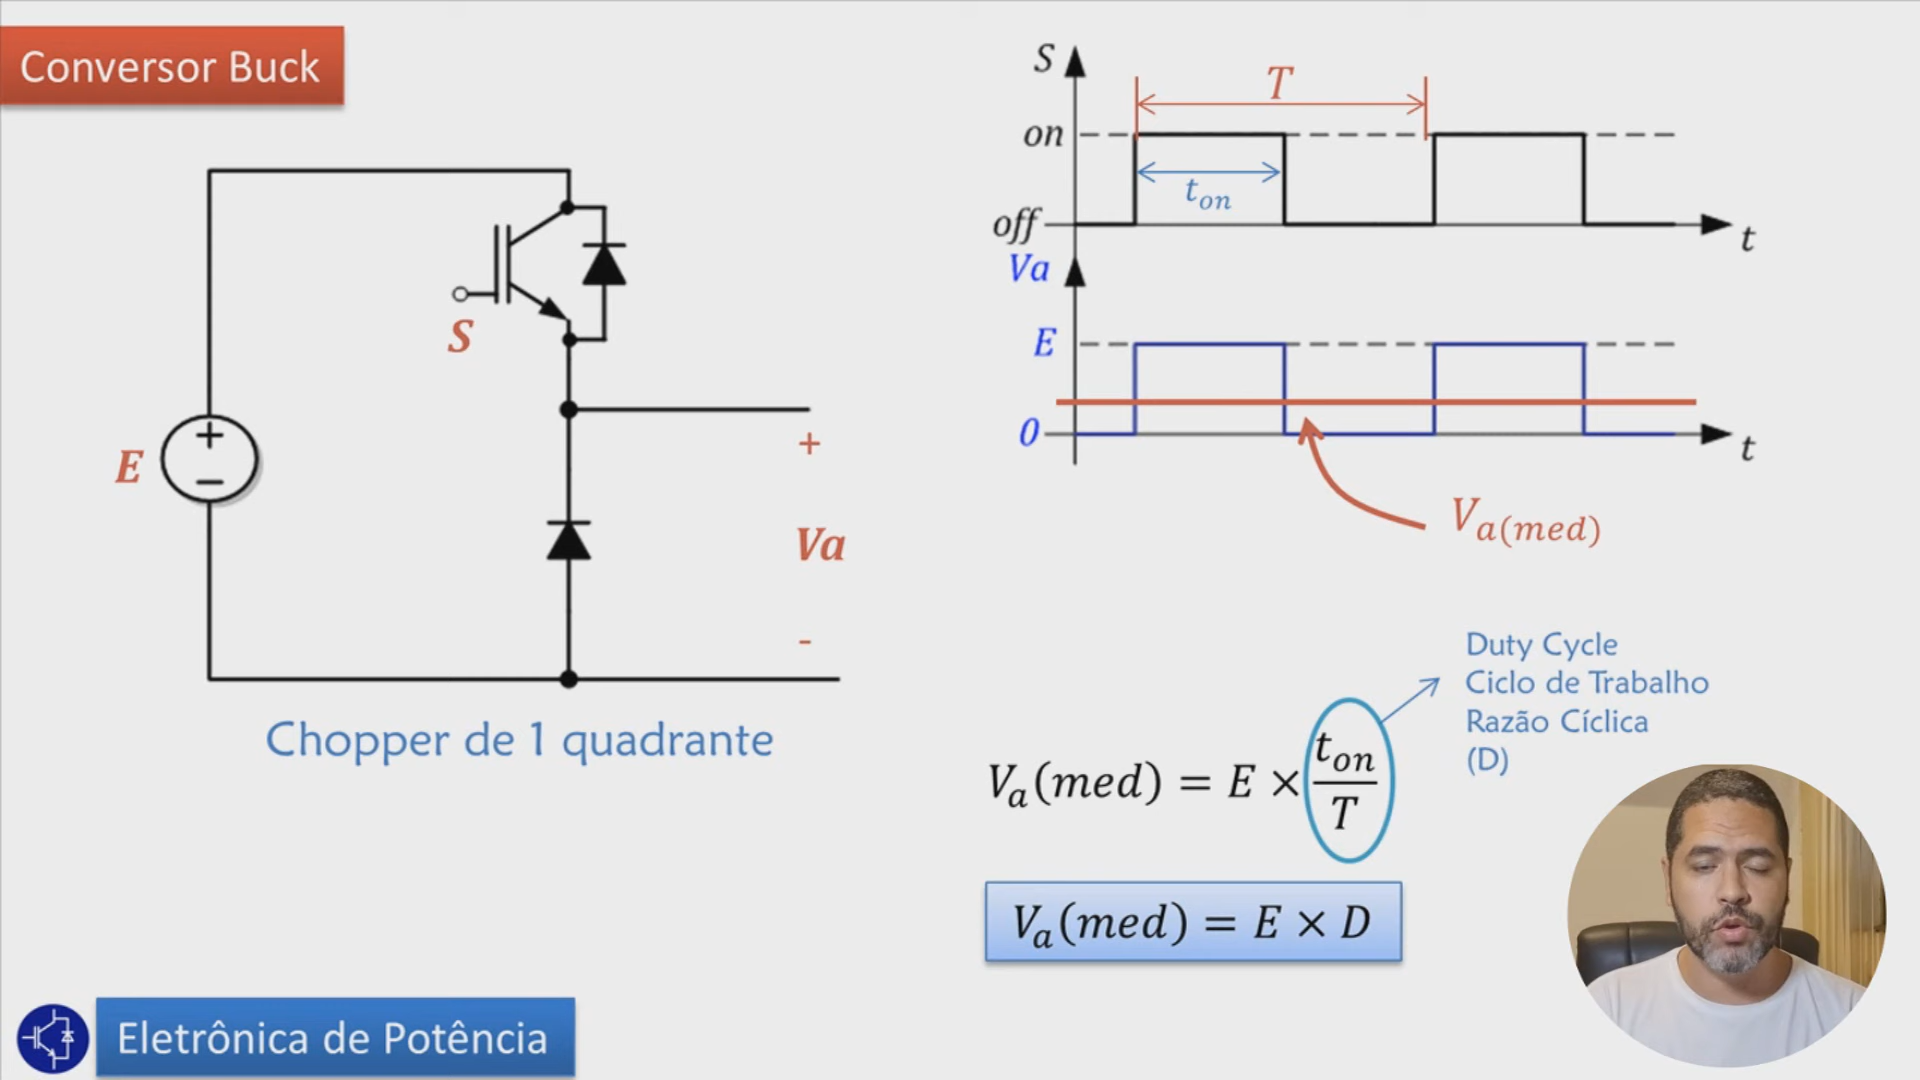 Conversor Buck
S
E
+
-
Va
Chopper de 1 quadrante
S
T
on
t_on
off
t
Va
E
0
t
V_a(med)
Duty Cycle
Ciclo de Trabalho
Razão Cíclica
(D)
V_a(med) = E × t_on/T
V_a(med) = E × D
Eletrônica de Potência